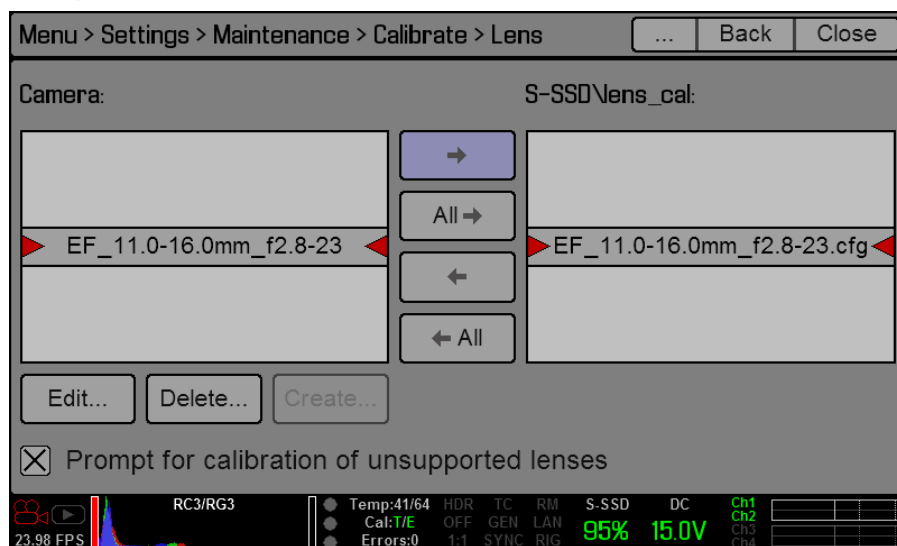 Menu > Settings > Maintenance > Calibrate > Lens ... Back Close
Camera: S-SSD\lens_cal:
All
EF_11.0-16.0mm_f2.8-23 EF_11.0-16.0mm_f2.8-23.cfg
All
Edit... Delete... Create...
Prompt for calibration of unsupported lenses
RC3/RG3 Temp:41/64 HDR TC RM S-SSD DC Ch1
Cal:T/E OFF GEN LAN 95% 15.0V Ch2
23.98 FPS Errors:0 1:1 SYNC RIG Ch3
Ch4